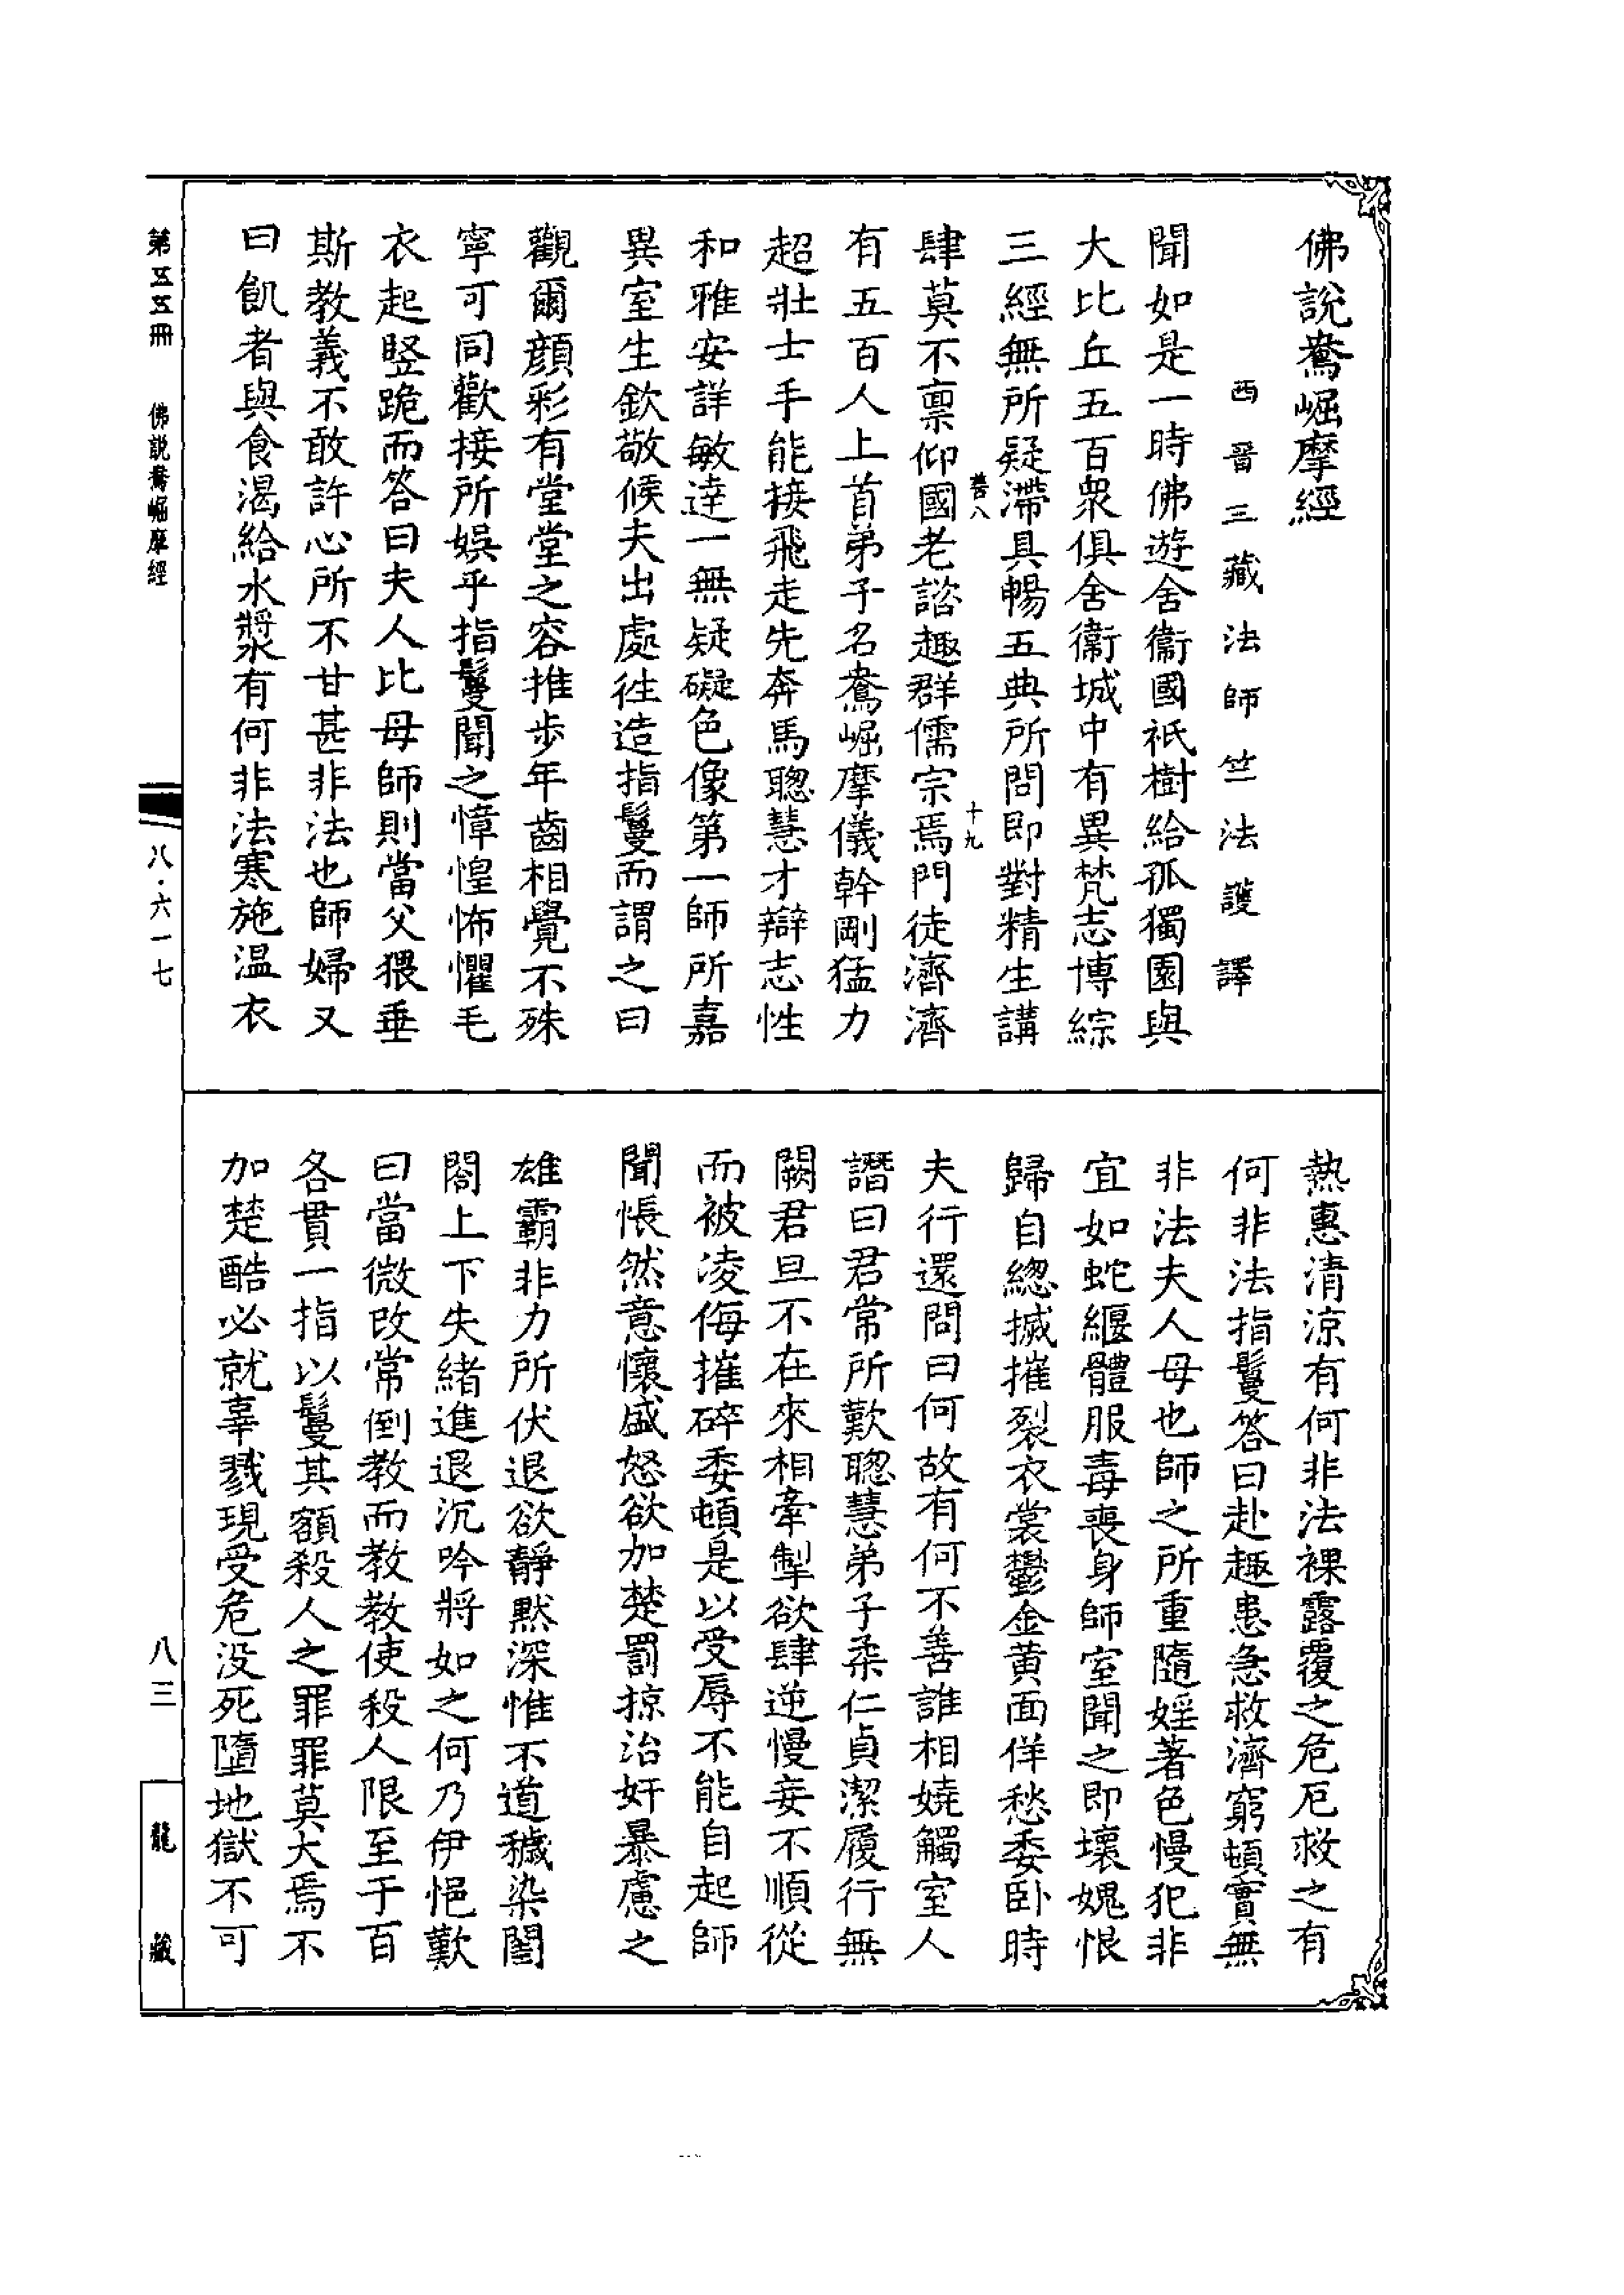 佛說鴦崛摩經
西晉三藏法師竺法護譯
聞如是一時佛遊舍衞國祇樹給孤獨園與
大比丘五百衆俱舍衞城中有異梵志博綜
三經無所疑滯具暢五典所問即對精生講
肆莫不禀仰國老諮趣群儒宗焉門徒濟濟
有五百人上首弟子名鴦崛摩儀幹剛猛力
超壯士手能接飛走先奔馬聰慧才辯志性
和雅安詳敏達一無疑礙色像第一師所嘉
異室生欽敬候夫出處徃造指鬘而謂之曰
觀爾顏彩有堂堂之容推步年齒相覺不殊
寧可同歡接所娛乎指鬘聞之慞惶怖懼毛
衣起竪跪而答曰夫人比母師則當父猥垂
斯教義不敢許心所不甘甚非法也師婦又
曰飢者與食渴給水漿有何非法寒施溫衣
熱惠清涼有何非法裸露覆之危厄救之有
何非法指鬘答曰赴趣患急救濟窮頓實無
非法夫人母也師之所重隨婬著色慢犯非
宜如蛇緾體服毒喪身師室聞之即壞媿恨
歸自總搣摧裂衣裳鬱金黃面佯愁委卧時
夫行還問曰何故有何不善誰相嬈觸室人
譖曰君常所歎聰慧弟子柔仁貞潔履行無
闕君旦不在來相牽掣欲肆逆慢妾不順從
而被凌侮摧碎委頓是以受辱不能自起師
聞悵然意懷盛怒欲加楚罰掠治奸暴慮之
雄霸非力所伏退欲靜默深惟不道穢染閨
閤上下失緒進退沉吟將如之何乃伊悒歎
曰當微改常倒教而教教使殺人限至于百
各貫一指以鬘其額殺人之罪罪莫大焉不
加楚酷必就辜戮現受危没死墮地獄不可
第五五冊
佛說鴦崛摩經
八·六一七
八三
龍藏
十九